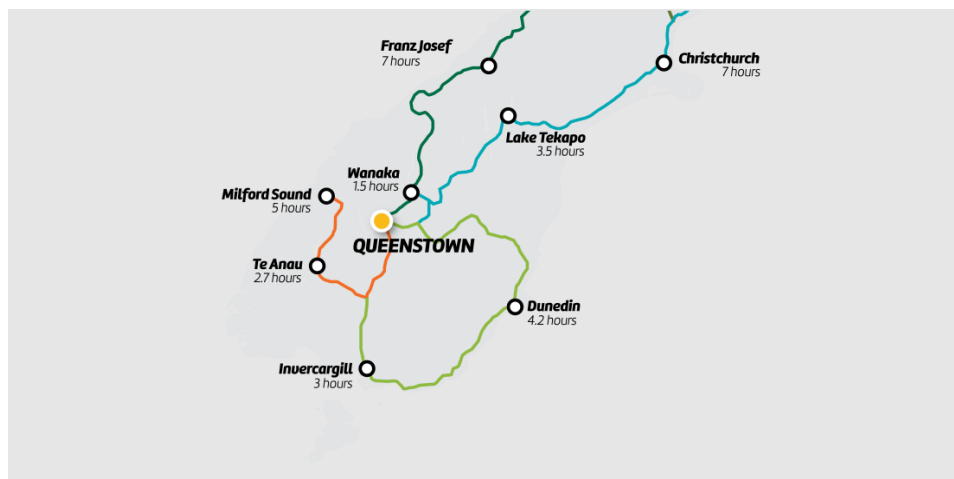 Franz Josef
7 hours
Christchurch
7 hours
Lake Tekapo
3.5 hours
Wanaka
1.5 hours
Milford Sound
5 hours
QUEENSTOWN
Te Anau
2.7 hours
Dunedin
4.2 hours
Invercargill
3 hours